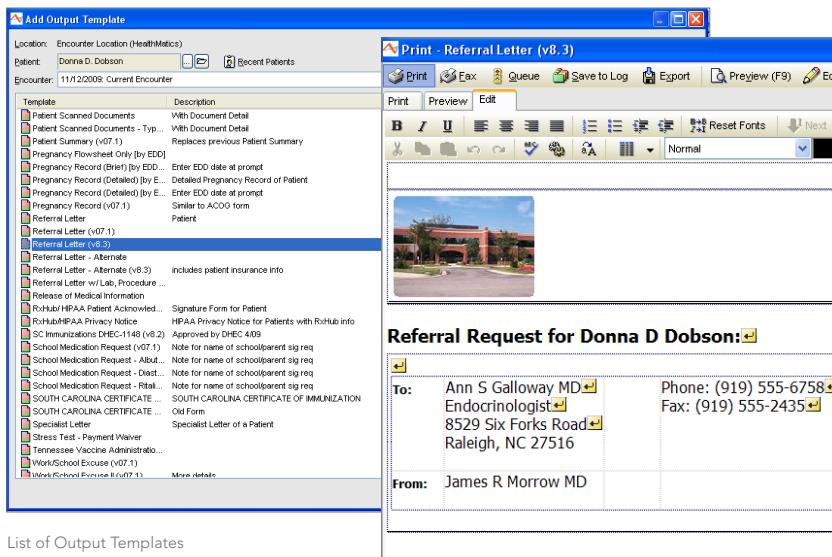 Add Output Template
Location: Encounter Location (HealthMatics)
Patient: Donna D. Dobson ... Recent Patients
Encounter: 11/12/2009: Current Encounter
Template Description
Patient Scanned Documents With Document Detail
Patient Scanned Documents - Typ... With Document Detail
Patient Summary (v07.1) Replaces previous Patient Summary
Pregnancy Flowsheet Only [by EDD]
Pregnancy Record (Brief) [by EDD... Enter EDD date at prompt
Pregnancy Record (Detailed) [by E... Detailed Pregnancy Record of Patient
Pregnancy Record (Detailed) [by E... Enter EDD date at prompt
Pregnancy Record (v07.1) Similar to ACOG form
Referral Letter Patient
Referral Letter (v07.1)
Referral Letter (v8.3)
Referral Letter - Alternate
Referral Letter - Alternate (v8.3) includes patient insurance info
Referral Letter w/ Lab, Procedure ...
Release of Medical Information
RxHub/ HIPAA Patient Acknowled... Signature Form for Patient
RxHub/HIPAA Privacy Notice HIPAA Privacy Notice for Patients with RxHub info
SC Immunizations DHEC-1148 (v8.2) Approved by DHEC 4/09
School Medication Request (v07.1) Note for name of school/parent sig req
School Medication Request - Albut... Note for name of school/parent sig req
School Medication Request - Diast... Note for name of school/parent sig req
School Medication Request - Ritali... Note for name of school/parent sig req
SOUTH CAROLINA CERTIFICATE ... SOUTH CAROLINA CERTIFICATE OF IMMUNIZATION
SOUTH CAROLINA CERTIFICATE ... Old Form
Specialist Letter Specialist Letter of a Patient
Stress Test - Payment Waiver
Tennessee Vaccine Administratio...
Work/School Excuse (v07.1)
Work/School Excuse II (v07.1) More details
Print - Referral Letter (v8.3)
Print Fax Queue Save to Log Export Preview (F9) Ed
Print Preview Edit
B I U Reset Fonts Next
Normal
Referral Request for Donna D Dobson:
To: Ann S Galloway MD Phone: (919) 555-6758
Endocrinologist Fax: (919) 555-2435
8529 Six Forks Road
Raleigh, NC 27516
From: James R Morrow MD
List of Output Templates